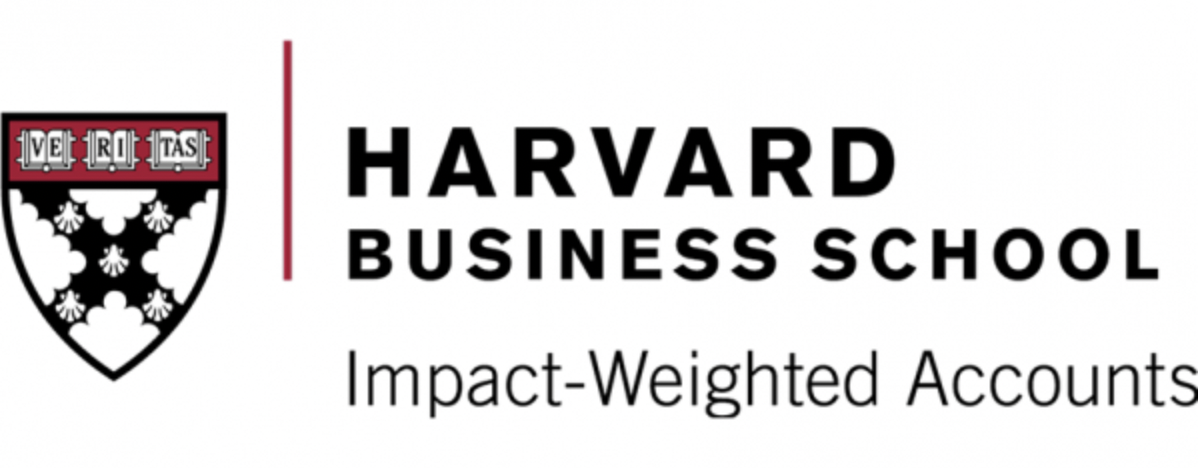 VE RI TAS
HARVARD
BUSINESS SCHOOL
Impact-Weighted Accounts